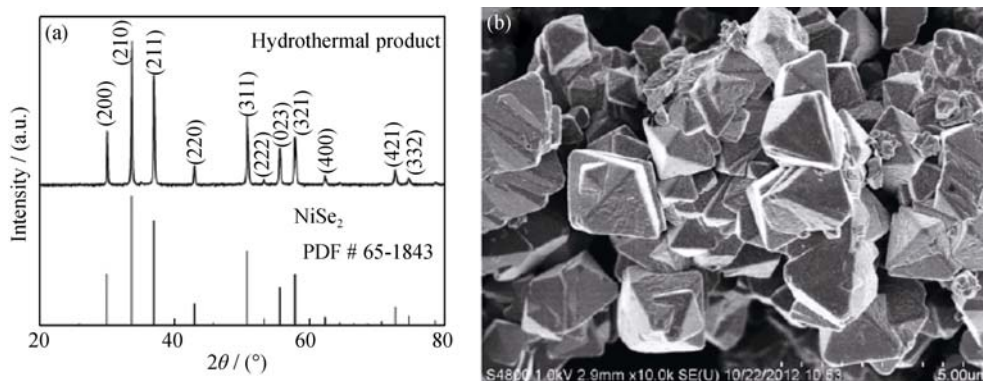 (a)
Hydrothermal product
(200)
(210)
(211)
(220)
(311)
(222)
(023)
(321)
(400)
(421)
(332)
Intensity / (a.u.)
NiSe2
PDF # 65-1843
20
40
60
80
2θ / (°)
(b)
S4800 1.0kV 2.9mm x10.0k SE(U) 10/22/2012 10:53
5.00um